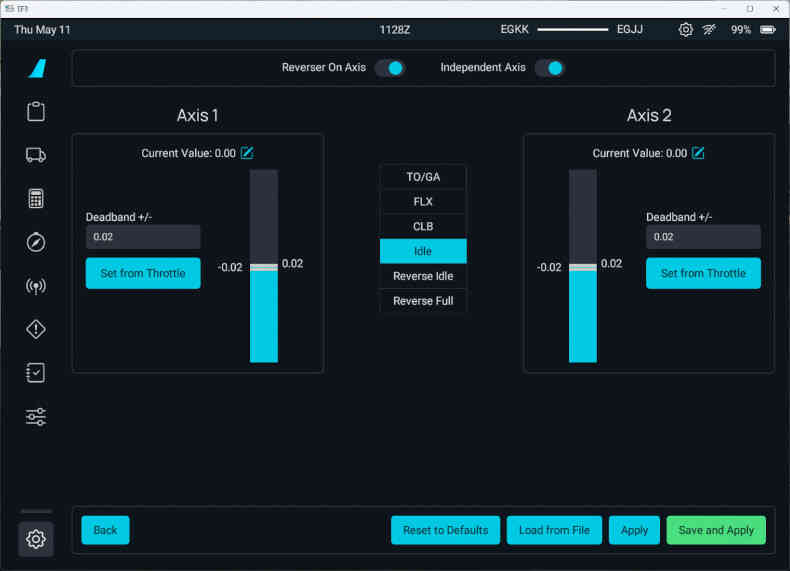 Thu May 11
1128Z
EGKK EGJJ
99%
Reverser On Axis
Independent Axis
Axis 1
Axis 2
Current Value: 0.00
Deadband +/-
0.02
Set from Throttle
-0.02
0.02
TO/GA
FLX
CLB
Idle
Reverse Idle
Reverse Full
Current Value: 0.00
-0.02
0.02
Deadband +/-
0.02
Set from Throttle
Back
Reset to Defaults
Load from File
Apply
Save and Apply